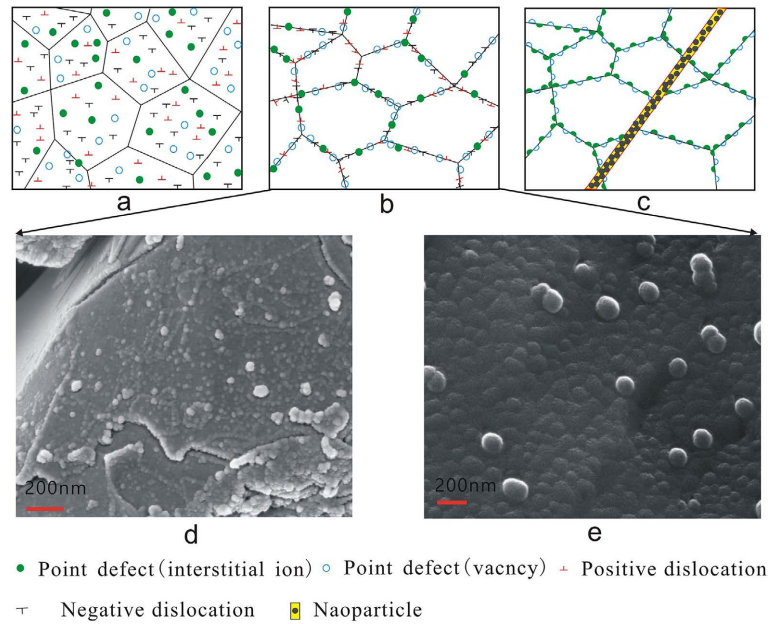 a
b
c
200nm
200nm
d
e
Point defect(interstitial ion) Point defect(vacncy) Positive dislocation
Negative dislocation Naoparticle